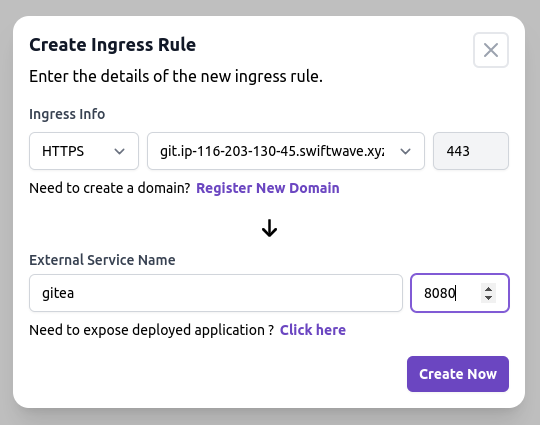 Create Ingress Rule
Enter the details of the new ingress rule.
Ingress Info
HTTPS git.ip-116-203-130-45.swiftwave.xyz 443
Need to create a domain? Register New Domain
External Service Name
gitea 8080
Need to expose deployed application ? Click here
Create Now